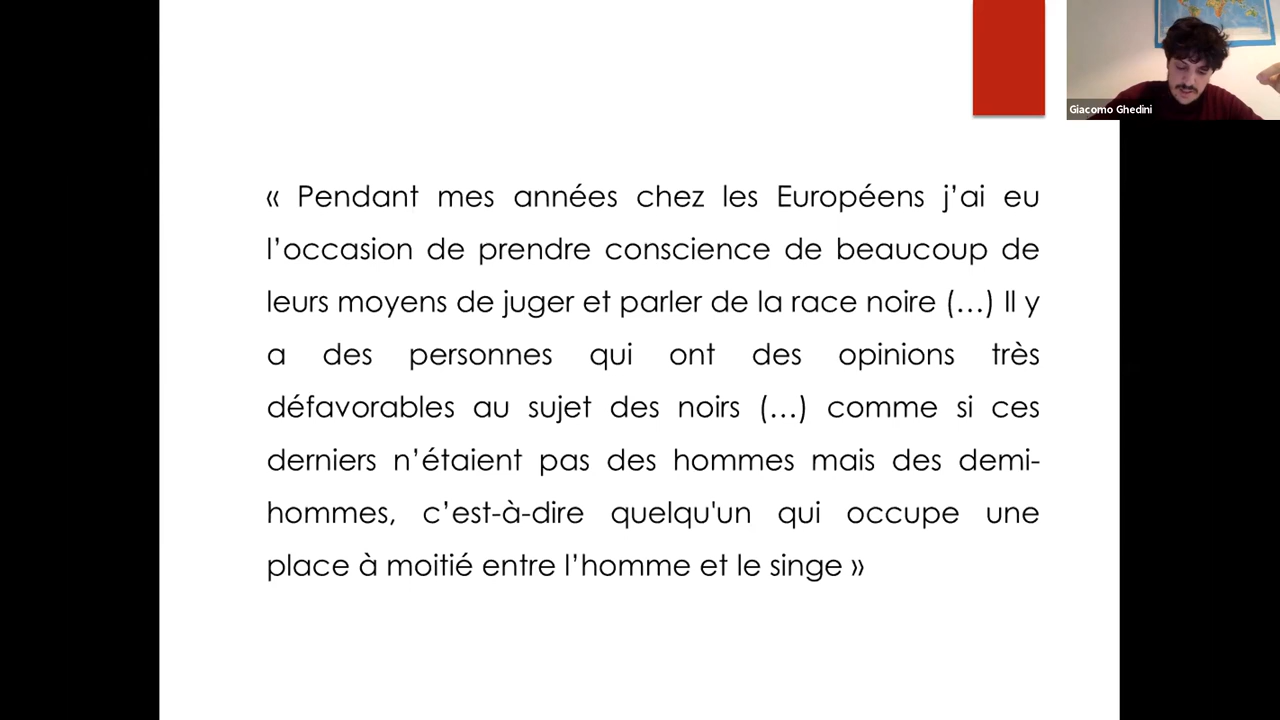 Giacomo Ghedini
« Pendant mes années chez les Européens j’ai eu
l’occasion de prendre conscience de beaucoup de
leurs moyens de juger et parler de la race noire (…) Il y
a des personnes qui ont des opinions très
défavorables au sujet des noirs (…) comme si ces
derniers n’étaient pas des hommes mais des demi-
hommes, c’est-à-dire quelqu'un qui occupe une
place à moitié entre l’homme et le singe »